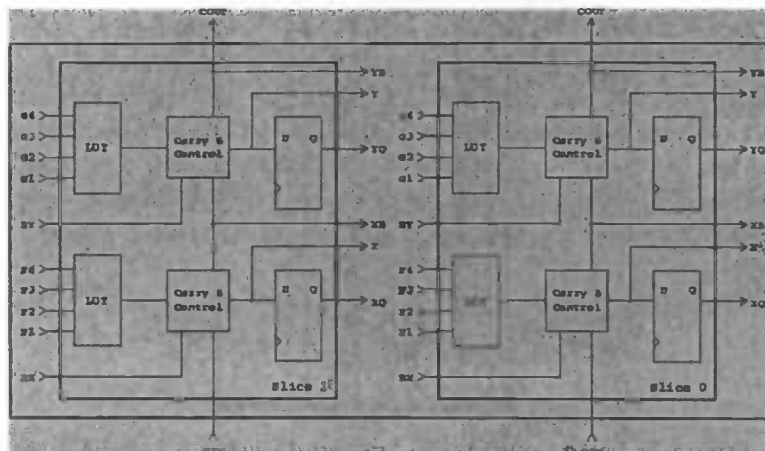 COUT COUT
YB YB
Y Y
G4 G4
G3 LUT Carry & Control D Q YQ G3 LUT Carry & Control D Q YQ
G2 G2
G1 G1
BY XB BY XB
X X
F4 F4
F3 LUT Carry & Control D Q XQ F3 LUT Carry & Control D Q XQ
F2 F2
F1 F1
BX BX
Slice 1 Slice 0